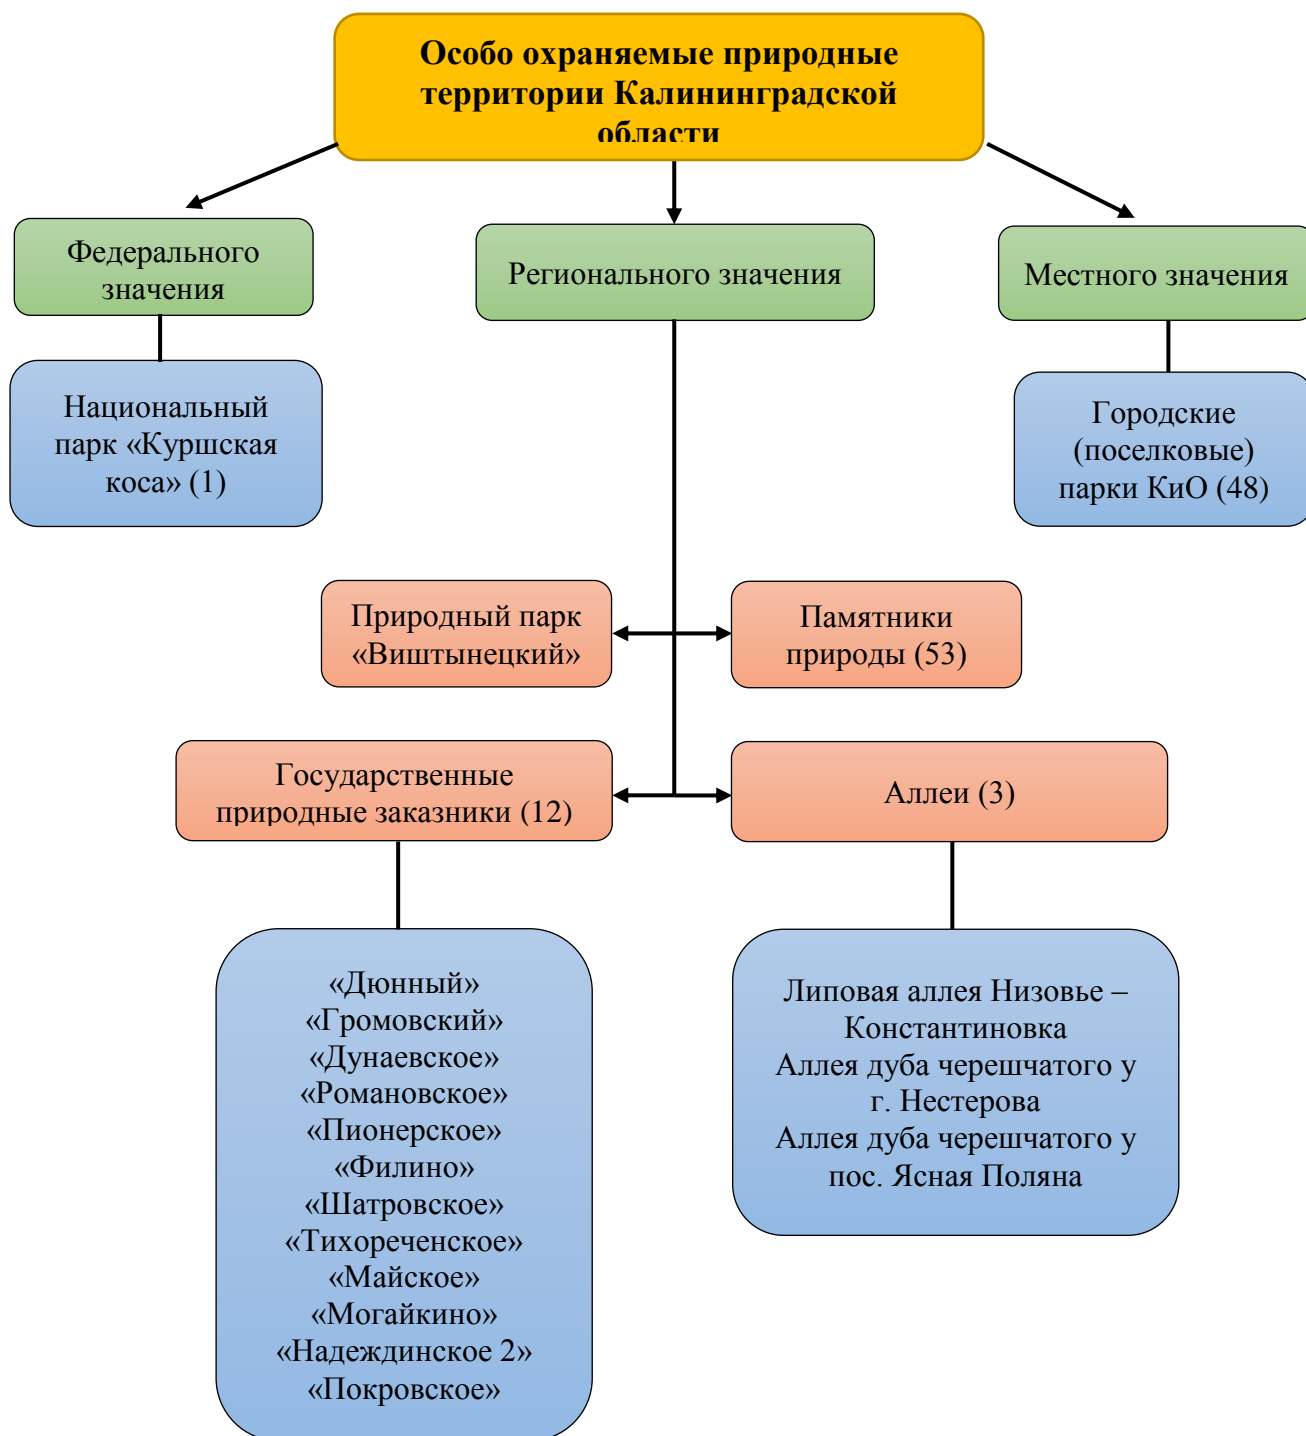 Особо охраняемые природные
территории Калининградской
области
Федерального
значения
Регионального значения
Местного значения
Национальный
парк «Куршская
коса» (1)
Городские
(поселковые)
парки КиО (48)
Природный парк
«Виштынецкий»
Памятники
природы (53)
Государственные
природные заказники (12)
Аллеи (3)
«Дюнный»
«Громовский»
«Дунаевское»
«Романовское»
«Пионерское»
«Филино»
«Шатровское»
«Тихореченское»
«Майское»
«Могайкино»
«Надеждинское 2»
«Покровское»
Липовая аллея Низовье –
Константиновка
Аллея дуба черешчатого у
г. Нестерова
Аллея дуба черешчатого у
пос. Ясная Поляна